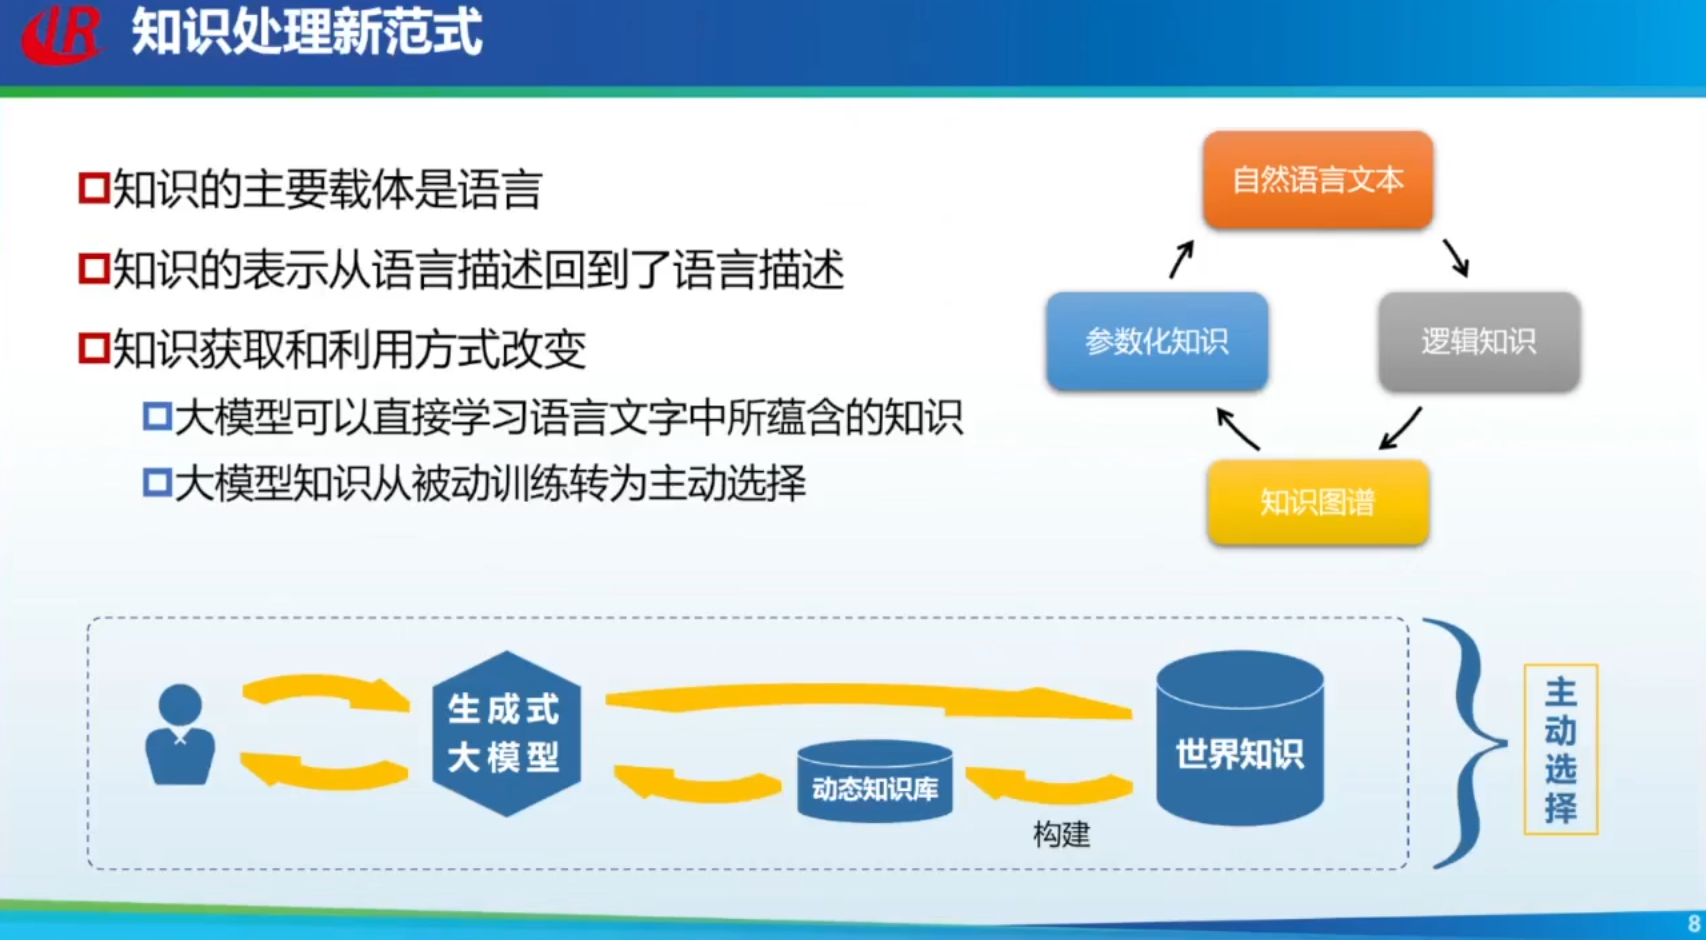 IR
知识处理新范式
知识的主要载体是语言
知识的表示从语言描述回到了语言描述
知识获取和利用方式改变
大模型可以直接学习语言文字中所蕴含的知识
大模型知识从被动训练转为主动选择
自然语言文本
参数化知识
逻辑知识
知识图谱
生成式
大模型
动态知识库
构建
世界知识
主
动
选
择
8